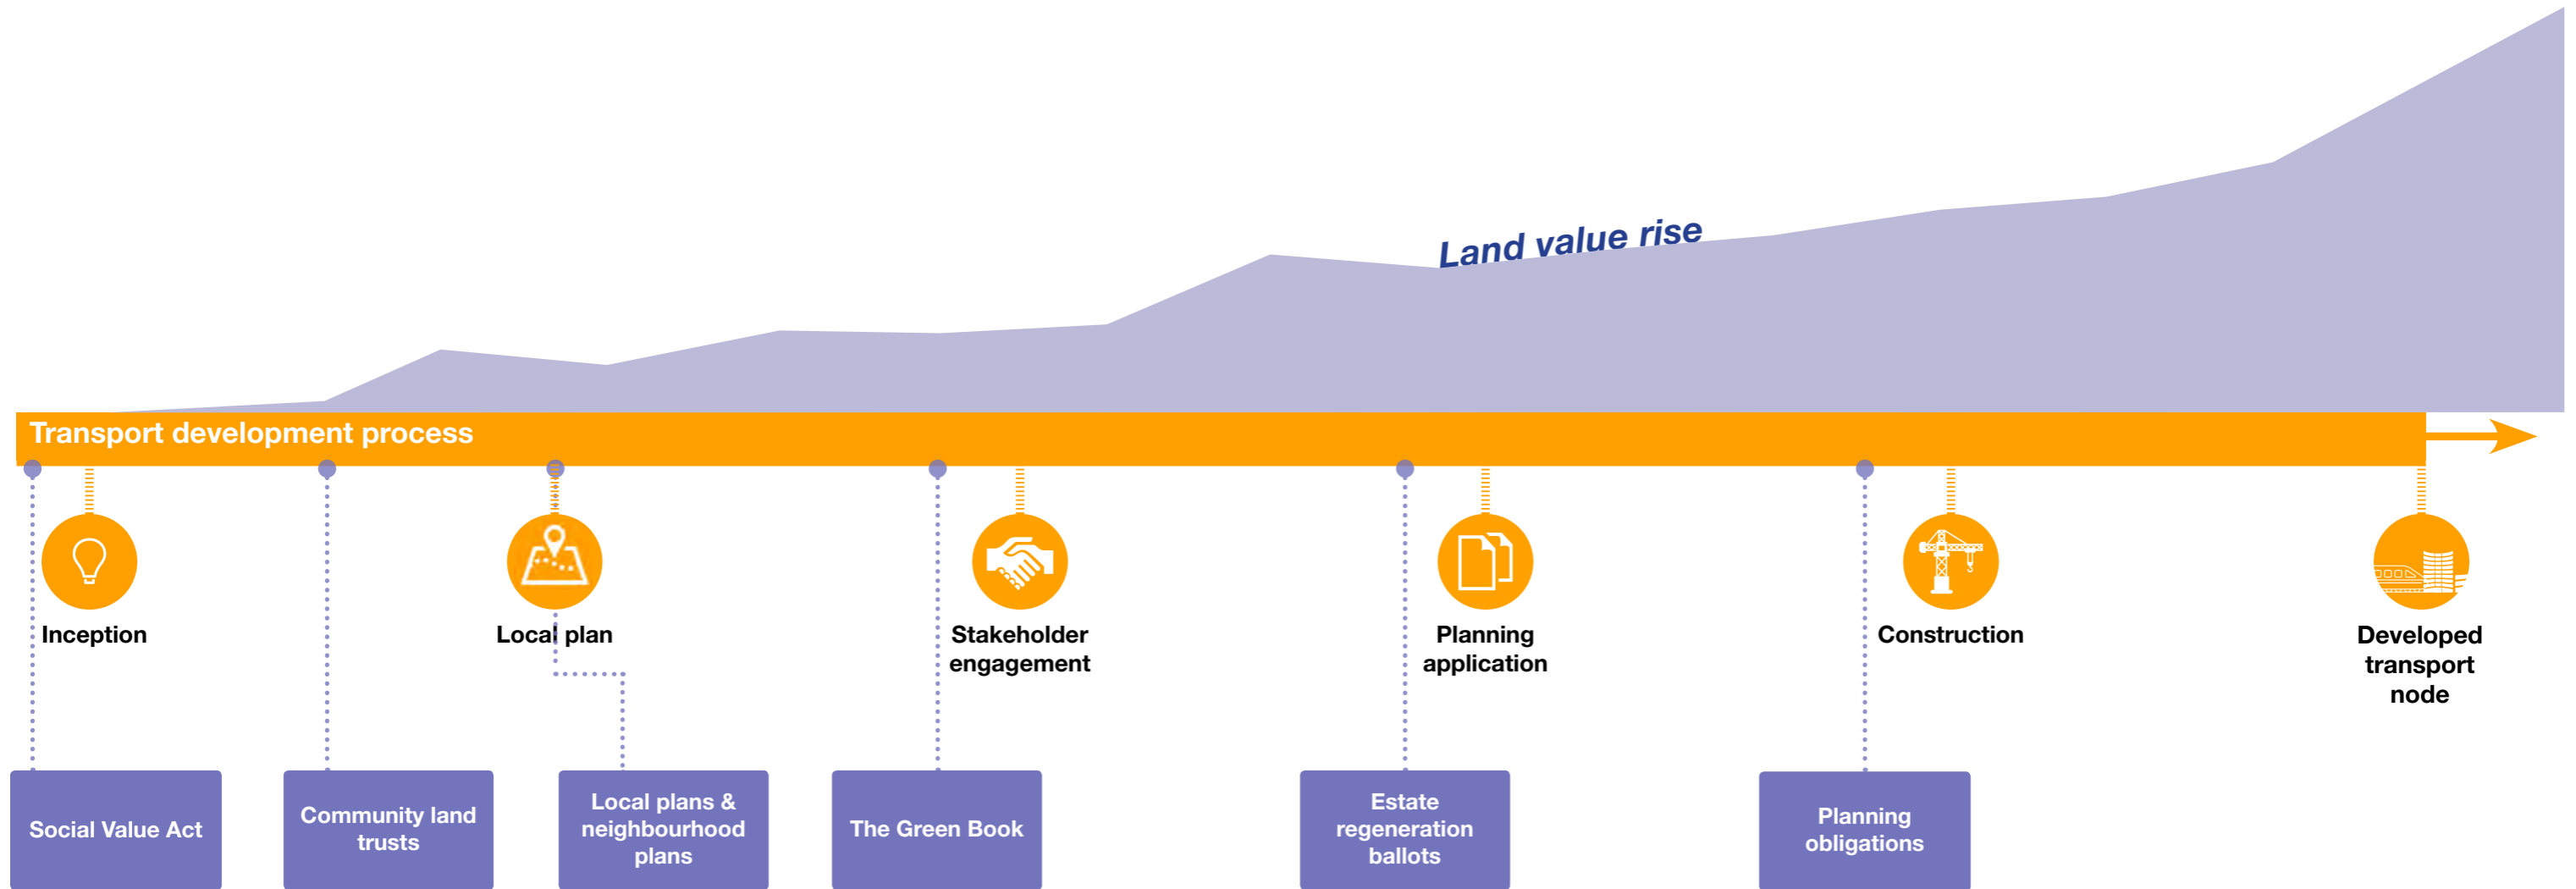 Land value rise
Transport development process
Inception
Local plan
Stakeholder
engagement
Planning
application
Construction
Developed
transport
node
Social Value Act
Community land
trusts
Local plans &
neighbourhood
plans
The Green Book
Estate
regeneration
ballots
Planning
obligations